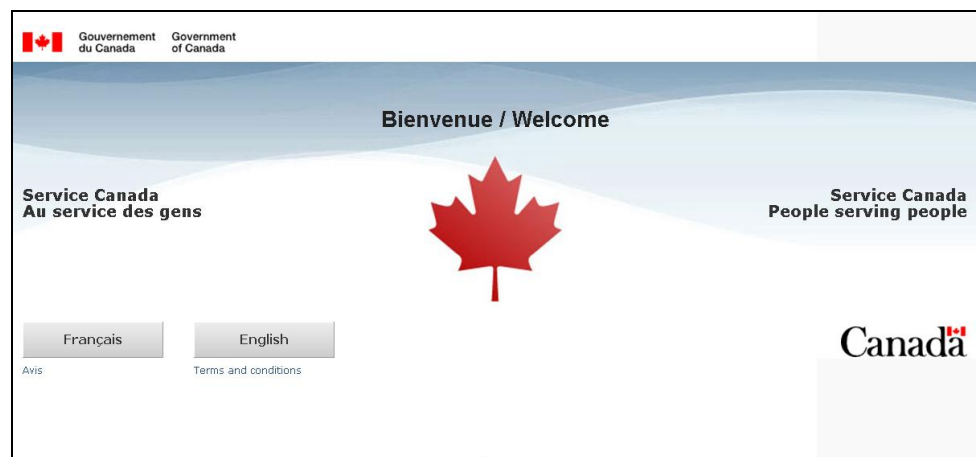 Gouvernement Government
du Canada of Canada
Bienvenue / Welcome
Service Canada
Au service des gens
Service Canada
People serving people
Français English
Avis Terms and conditions
Canada